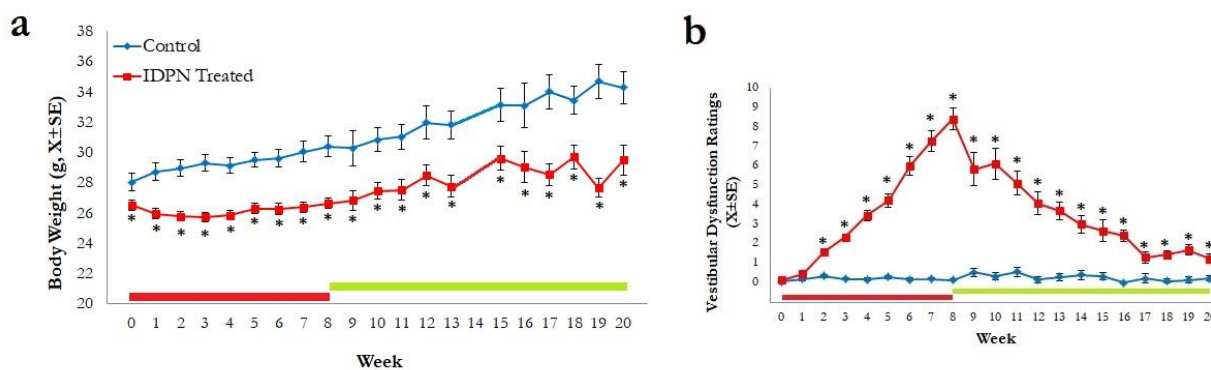 a
Control
IDPN Treated
Body Weight (g, X±SE)
38
36
34
32
30
28
26
24
22
20
* * * * * * * * * * * * * * * * * * * *
0 1 2 3 4 5 6 7 8 9 10 11 12 13 14 15 16 17 18 19 20
Week
b
Vestibular Dysfunction Ratings
(X±SE)
10
9
8
7
6
5
4
3
2
1
0
* * * * * * * * * * * * * * * * * * *
0 1 2 3 4 5 6 7 8 9 10 11 12 13 14 15 16 17 18 19 20
Week